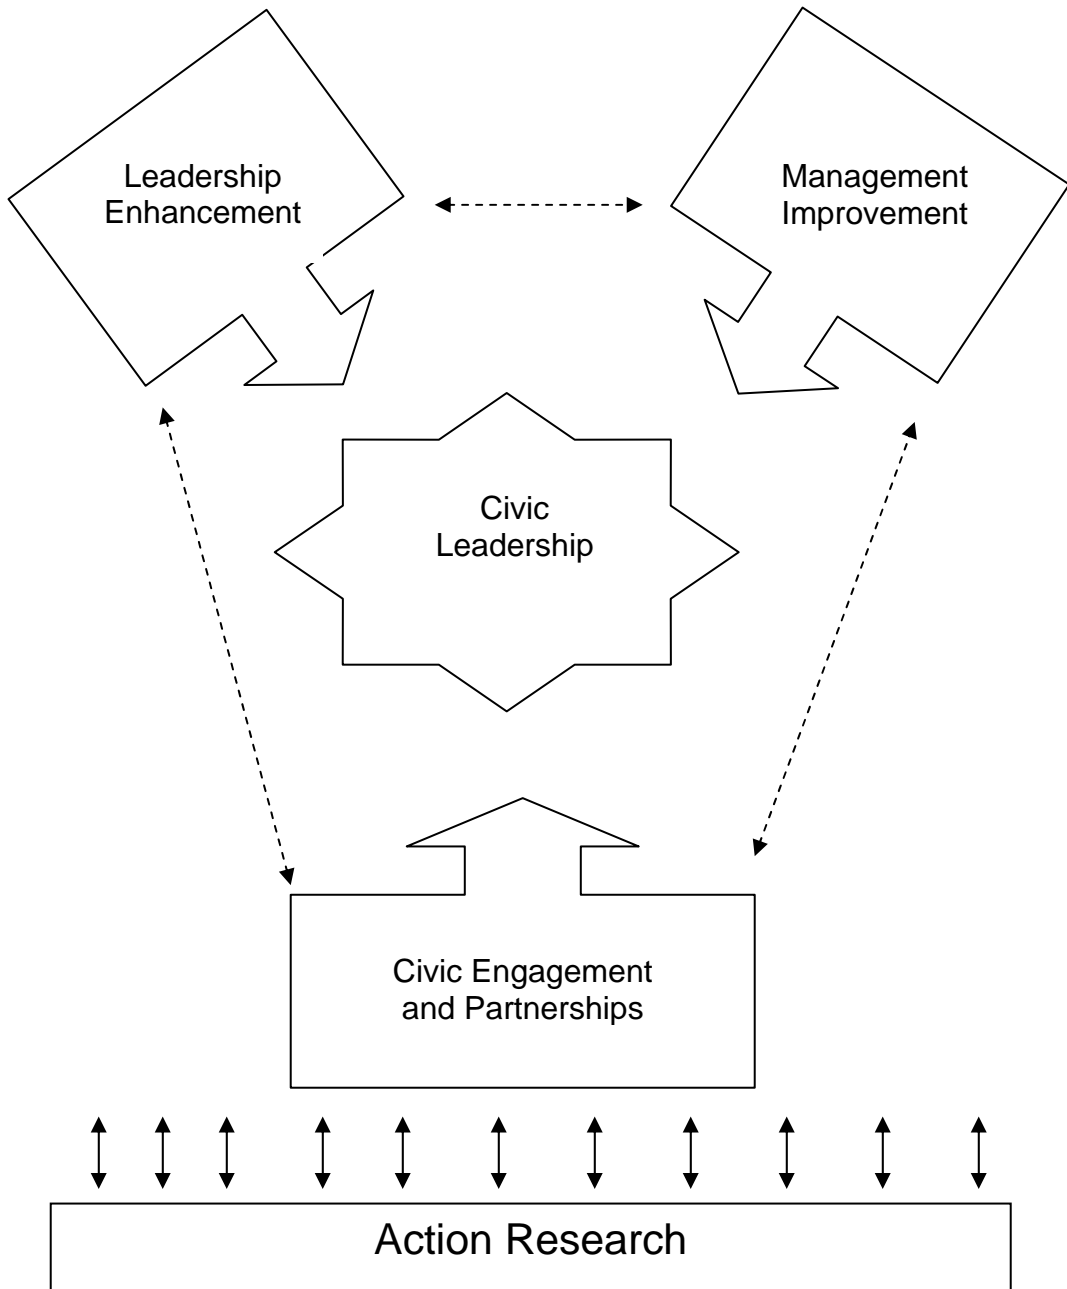 Leadership
Enhancement
Management
Improvement
Civic
Leadership
Civic Engagement
and Partnerships
Action Research